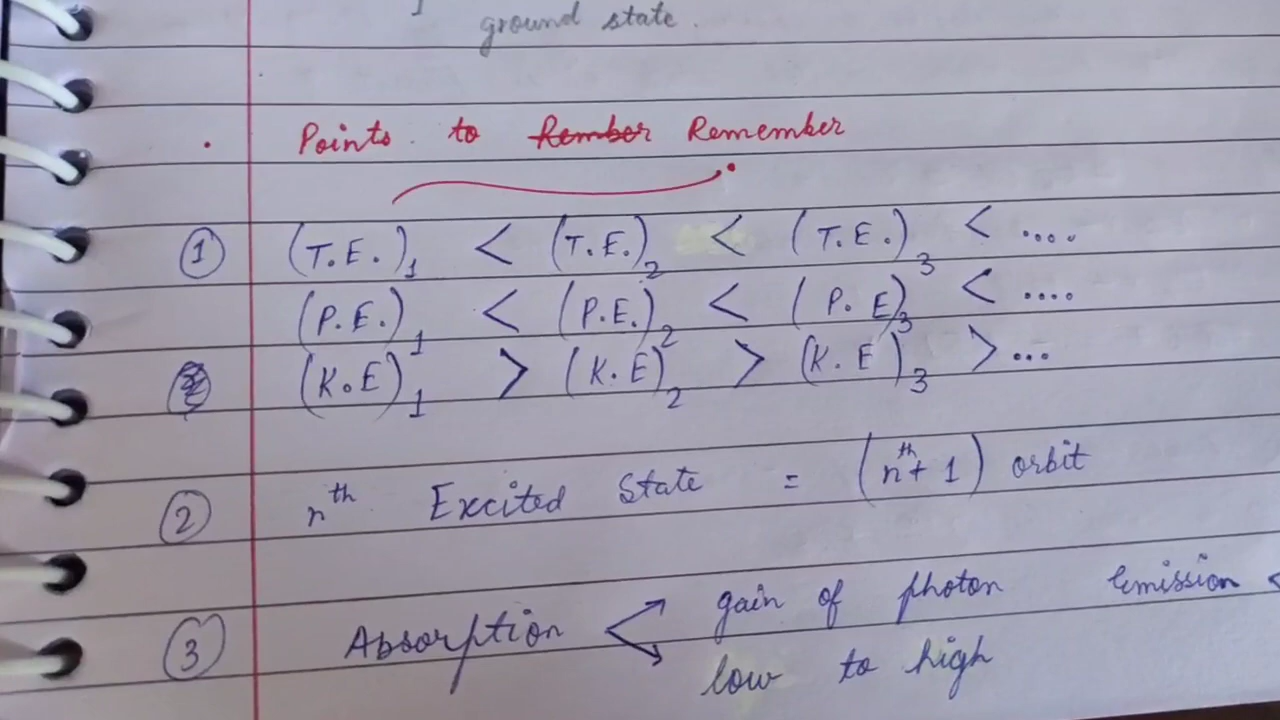 ground state.
. Points to Remember
① (T.E.)₁ < (T.E.)₂ < (T.E.)₃ < ....
(P.E.)₁ < (P.E.)₂ < (P.E)₃ < ....
(K.E)₁ > (K.E)₂ > (K.E)₃ > ...
② nᵗʰ Excited State = (nᵗʰ + 1) orbit
③ Absorption gain of photon Emission <
low to high